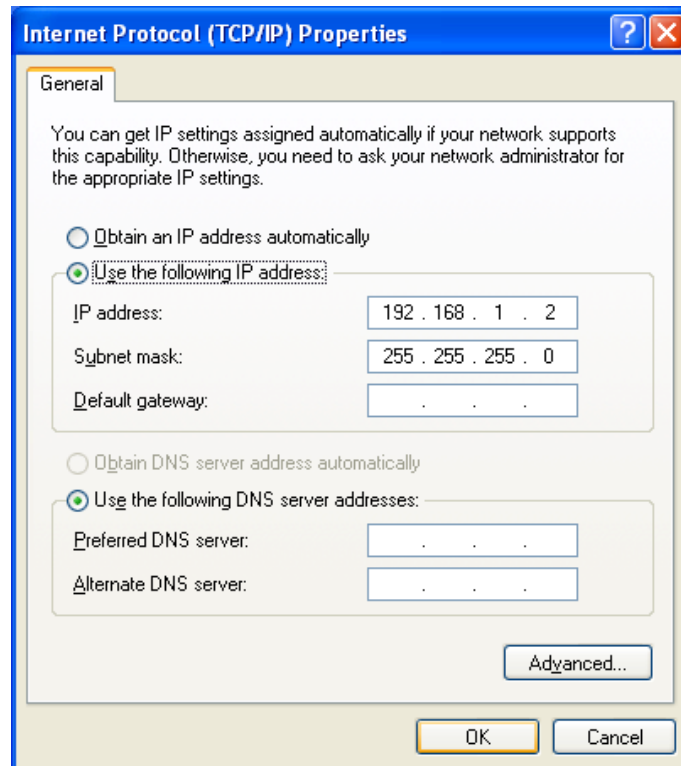 Internet Protocol (TCP/IP) Properties
General
You can get IP settings assigned automatically if your network supports
this capability. Otherwise, you need to ask your network administrator for
the appropriate IP settings.
Obtain an IP address automatically
Use the following IP address:
IP address: 192 . 168 . 1 . 2
Subnet mask: 255 . 255 . 255 . 0
Default gateway: . . .
Obtain DNS server address automatically
Use the following DNS server addresses:
Preferred DNS server: . . .
Alternate DNS server: . . .
Advanced...
OK Cancel